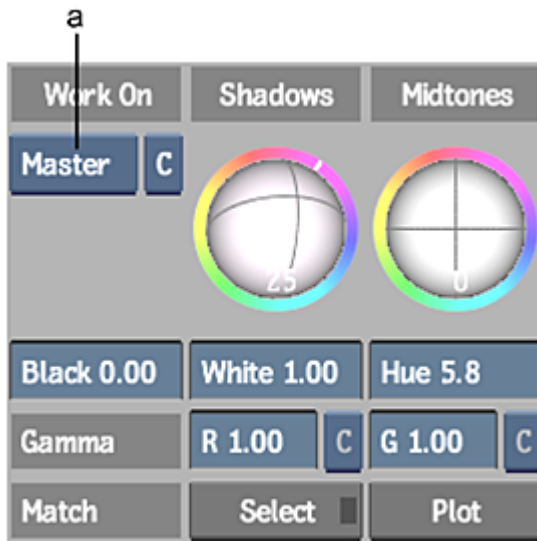 a
Work On Shadows Midtones
Master C
25 0
Black 0.00 White 1.00 Hue 5.8
Gamma R 1.00 C G 1.00 C
Match Select Plot